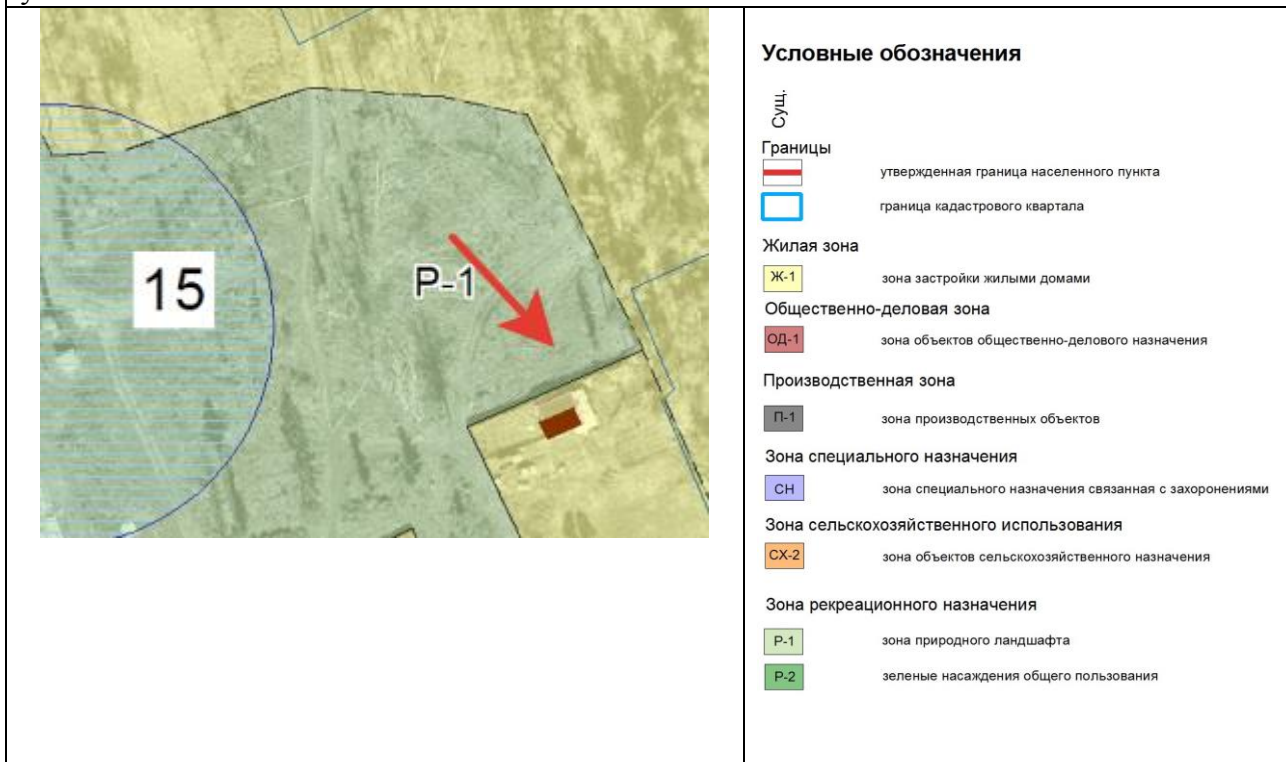 15
Р-1
Условные обозначения
Сущ.
Границы
утвержденная граница населенного пункта
граница кадастрового квартала
Жилая зона
Ж-1 зона застройки жилыми домами
Общественно-деловая зона
ОД-1 зона объектов общественно-делового назначения
Производственная зона
П-1 зона производственных объектов
Зона специального назначения
СН зона специального назначения связанная с захоронениями
Зона сельскохозяйственного использования
СХ-2 зона объектов сельскохозяйственного назначения
Зона рекреационного назначения
Р-1 зона природного ландшафта
Р-2 зеленые насаждения общего пользования